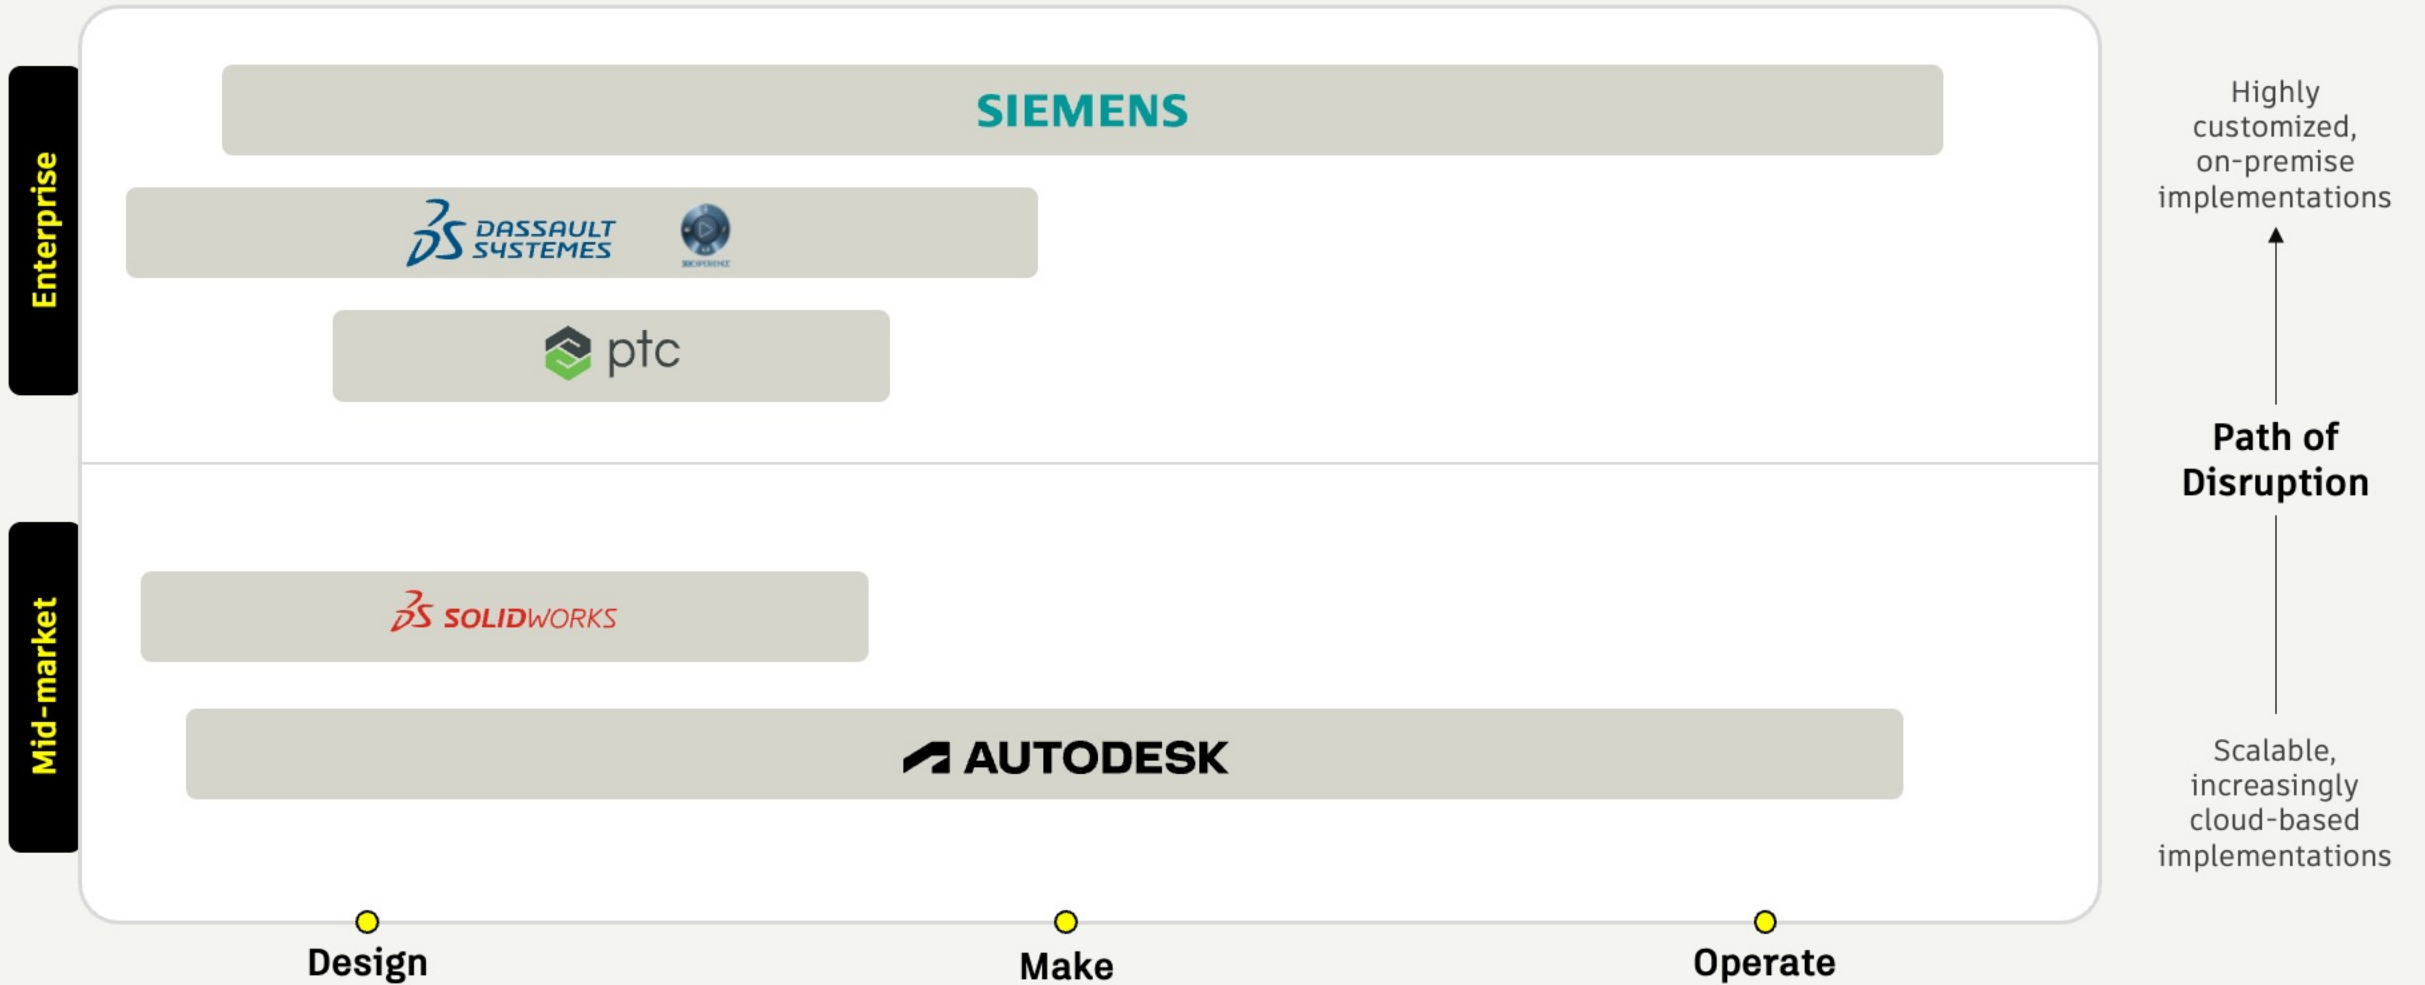 Enterprise
SIEMENS
DASSAULT
SYSTEMES
3DEXPERIENCE
ptc
Mid-market
SOLIDWORKS
AUTODESK
Design
Make
Operate
Highly
customized,
on-premise
implementations
Path of
Disruption
Scalable,
increasingly
cloud-based
implementations